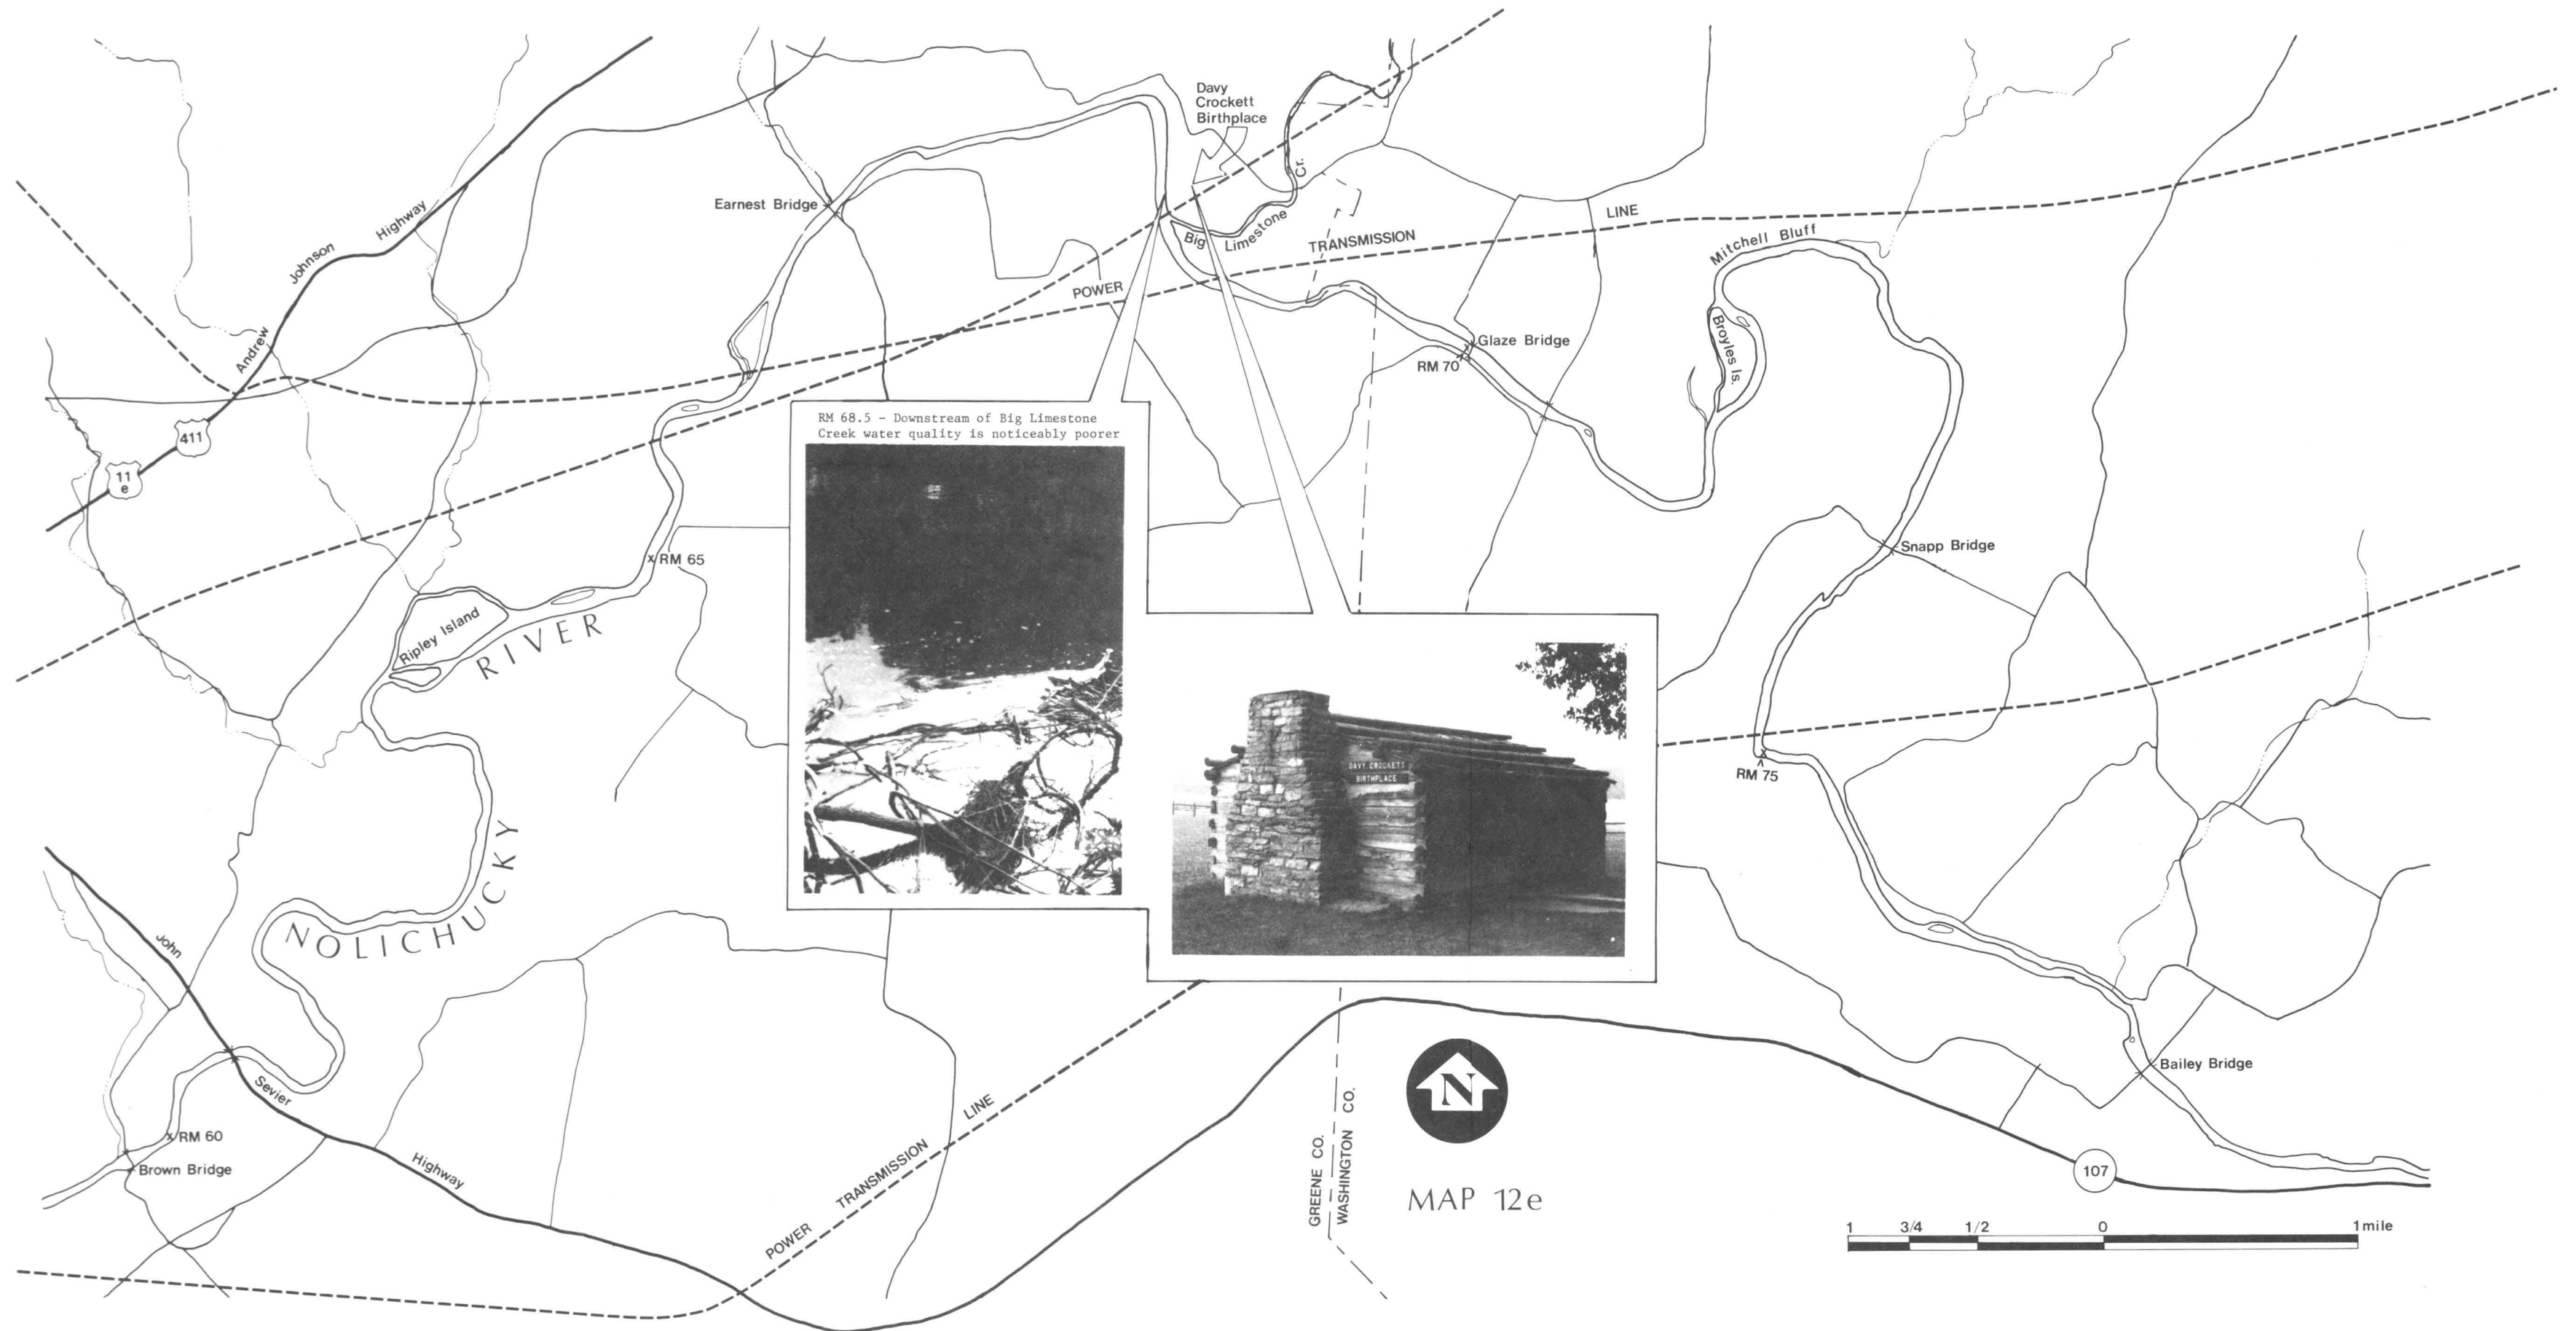 Davy
Crockett
Birthplace
Cr.
Big Limestone
Earnest Bridge
Andrew Johnson Highway
411
11
e
POWER TRANSMISSION LINE
Mitchell Bluff
Broyles Is.
Glaze Bridge
RM 70
RM 68.5 - Downstream of Big Limestone
Creek water quality is noticeably poorer
Snapp Bridge
RM 65
Ripley Island
NOLICHUCKY RIVER
DAVY CROCKETT
BIRTHPLACE
RM 75
John Sevier Highway
RM 60
Brown Bridge
Bailey Bridge
POWER TRANSMISSION LINE
GREENE CO.
WASHINGTON CO.
N
MAP 12e
107
1 3/4 1/2 0 1 mile